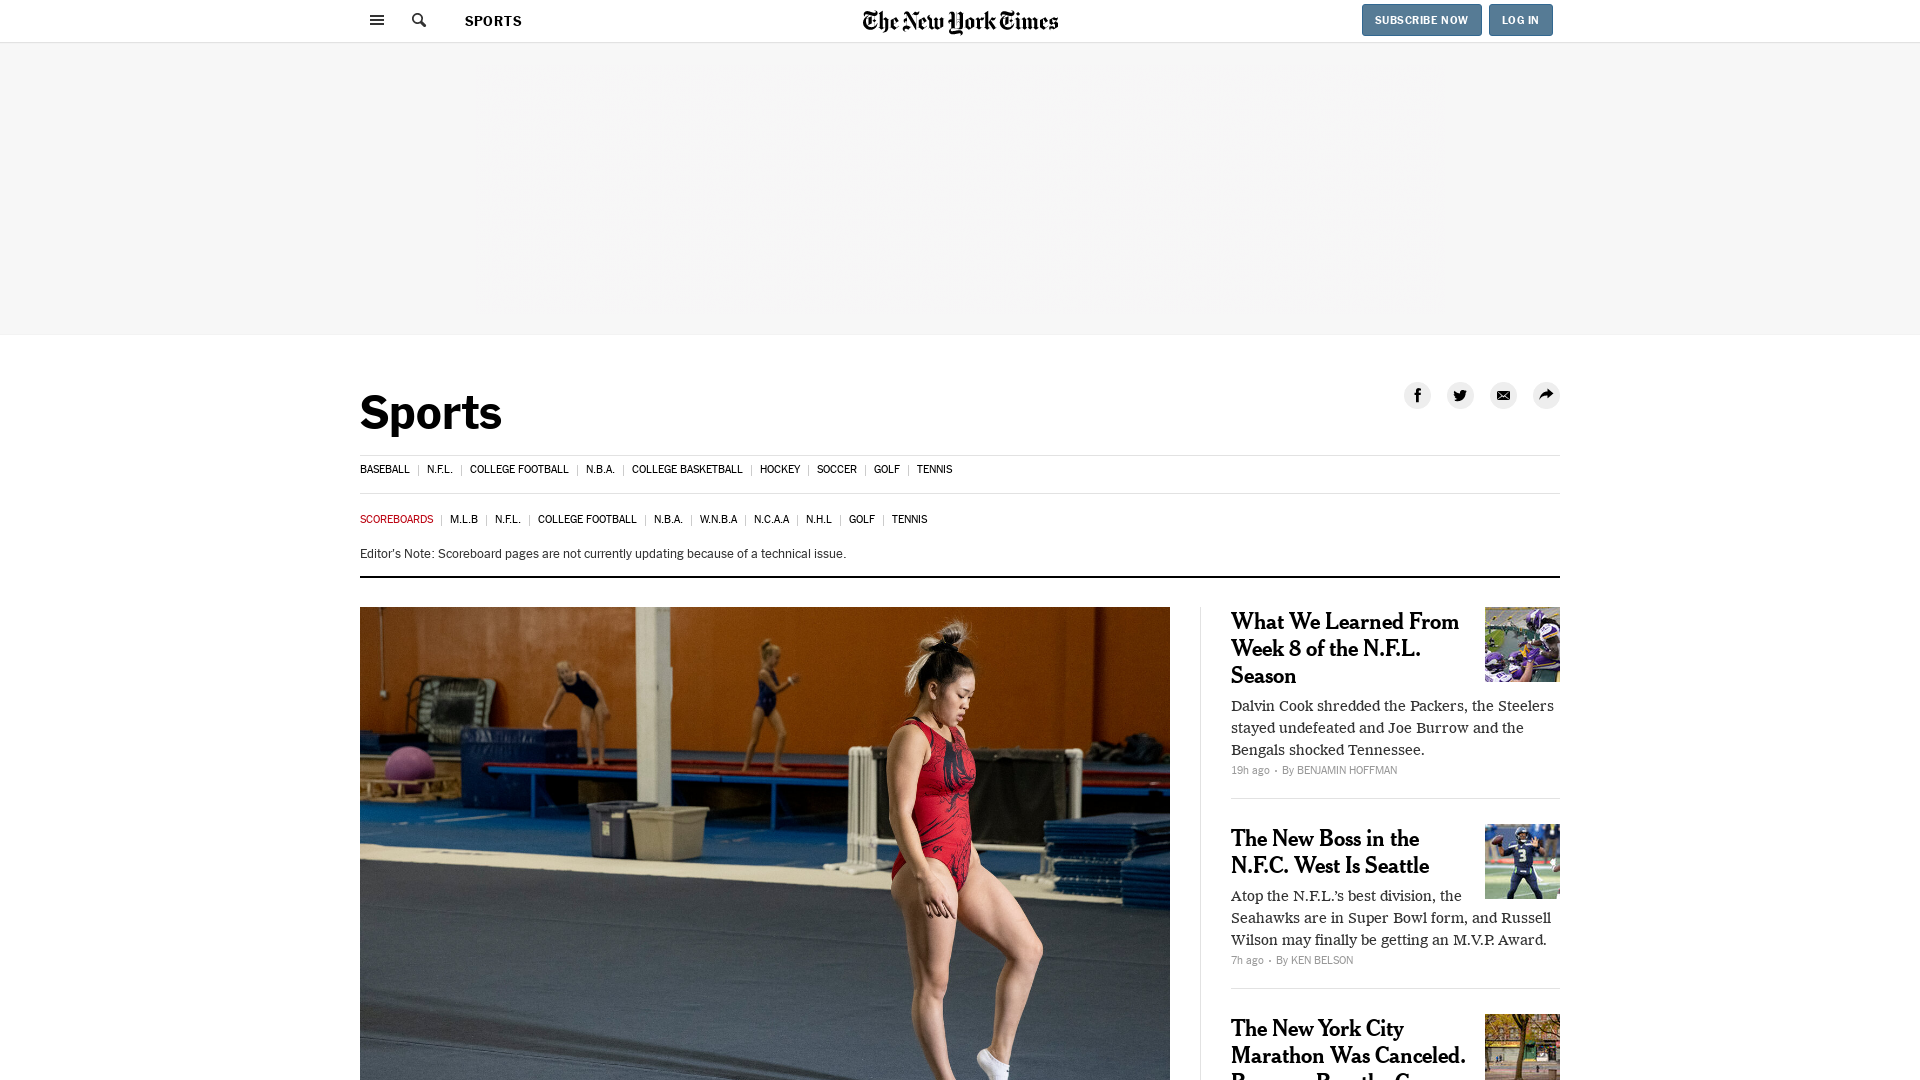 SPORTS
The New York Times
SUBSCRIBE NOW
LOG IN
Sports
BASEBALL
N.F.L.
COLLEGE FOOTBALL
N.B.A.
COLLEGE BASKETBALL
HOCKEY
SOCCER
GOLF
TENNIS
SCOREBOARDS
M.L.B
N.F.L.
COLLEGE FOOTBALL
N.B.A.
W.N.B.A
N.C.A.A
N.H.L
GOLF
TENNIS
Editor's Note: Scoreboard pages are not currently updating because of a technical issue.
What We Learned From
Week 8 of the N.F.L.
Season
Dalvin Cook shredded the Packers, the Steelers
stayed undefeated and Joe Burrow and the
Bengals shocked Tennessee.
19h ago • By BENJAMIN HOFFMAN
The New Boss in the
N.F.C. West Is Seattle
Atop the N.F.L.’s best division, the
Seahawks are in Super Bowl form, and Russell
Wilson may finally be getting an M.V.P. Award.
7h ago • By KEN BELSON
The New York City
Marathon Was Canceled.